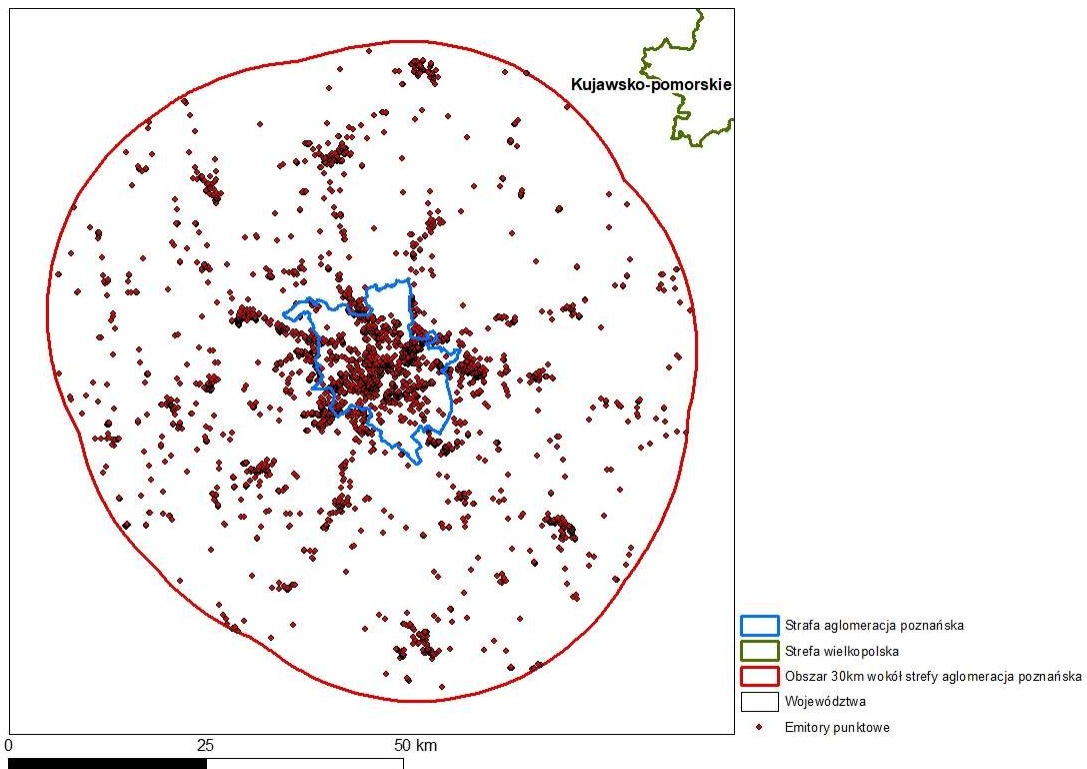 Kujawsko-pomorskie
Strafa aglomeracja poznańska
Strefa wielkopolska
Obszar 30km wokół strefy aglomeracja poznańska
Województwa
Emitory punktowe
0 25 50 km